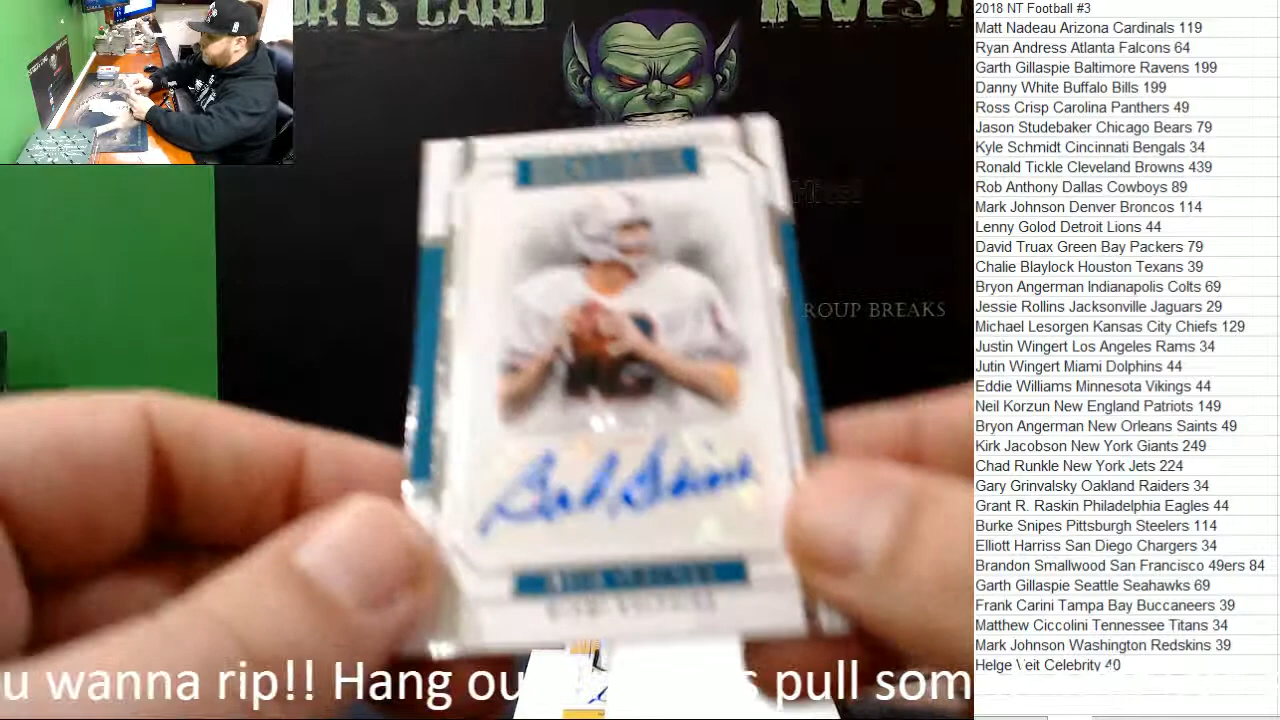 ORTS CARD INVEST
ROUP BREAKS
2018 NT Football #3
Matt Nadeau Arizona Cardinals 119
Ryan Andress Atlanta Falcons 64
Garth Gillaspie Baltimore Ravens 199
Danny White Buffalo Bills 199
Ross Crisp Carolina Panthers 49
Jason Studebaker Chicago Bears 79
Kyle Schmidt Cincinnati Bengals 34
Ronald Tickle Cleveland Browns 439
Rob Anthony Dallas Cowboys 89
Mark Johnson Denver Broncos 114
Lenny Golod Detroit Lions 44
David Truax Green Bay Packers 79
Chalie Blaylock Houston Texans 39
Bryon Angerman Indianapolis Colts 69
Jessie Rollins Jacksonville Jaguars 29
Michael Lesorgen Kansas City Chiefs 129
Justin Wingert Los Angeles Rams 34
Jutin Wingert Miami Dolphins 44
Eddie Williams Minnesota Vikings 44
Neil Korzun New England Patriots 149
Bryon Angerman New Orleans Saints 49
Kirk Jacobson New York Giants 249
Chad Runkle New York Jets 224
Gary Grinvalsky Oakland Raiders 34
Grant R. Raskin Philadelphia Eagles 44
Burke Snipes Pittsburgh Steelers 114
Elliott Harriss San Diego Chargers 34
Brandon Smallwood San Francisco 49ers 84
Garth Gillaspie Seattle Seahawks 69
Frank Carini Tampa Bay Buccaneers 39
Matthew Ciccolini Tennessee Titans 34
Mark Johnson Washington Redskins 39
Helge Veit Celebrity 40
u wanna rip!! Hang ou s pull som